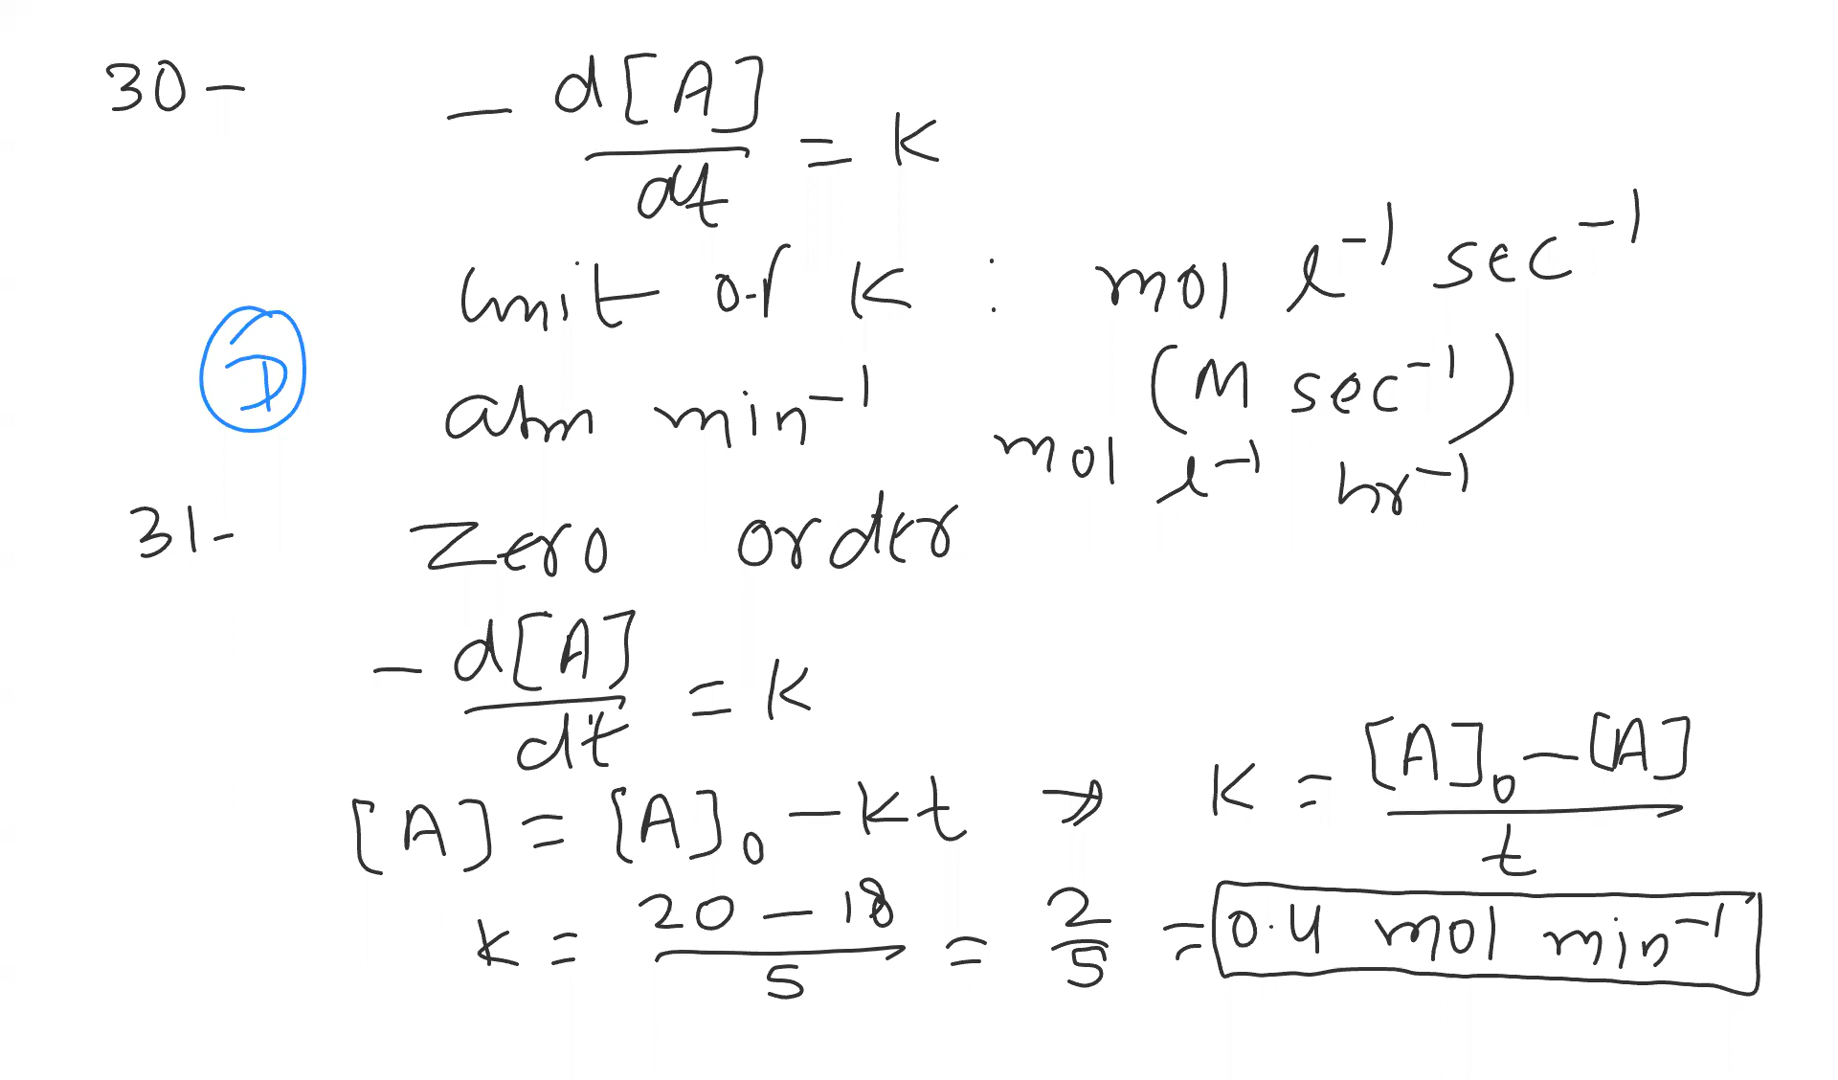 30- - d[A]/dt = K
Unit of K : mol l⁻¹ sec⁻¹
(M sec⁻¹)
D
atm min⁻¹ mol l⁻¹ hr⁻¹
31- Zero order
- d[A]/dt = K
[A] = [A]₀ - Kt ⇒ K = [A]₀ - [A] / t
K = 20 - 18 / 5 = 2/5 = 0.4 mol min⁻¹